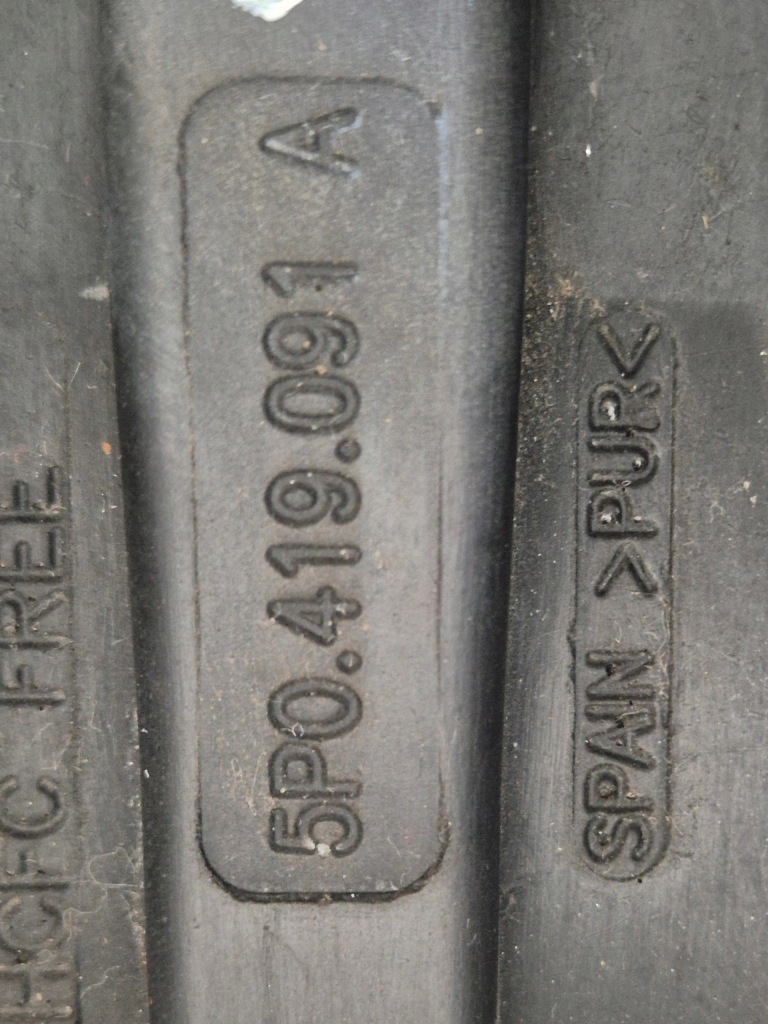 HCFC FREE
5P0.419.091 A
SPAIN >PUR<